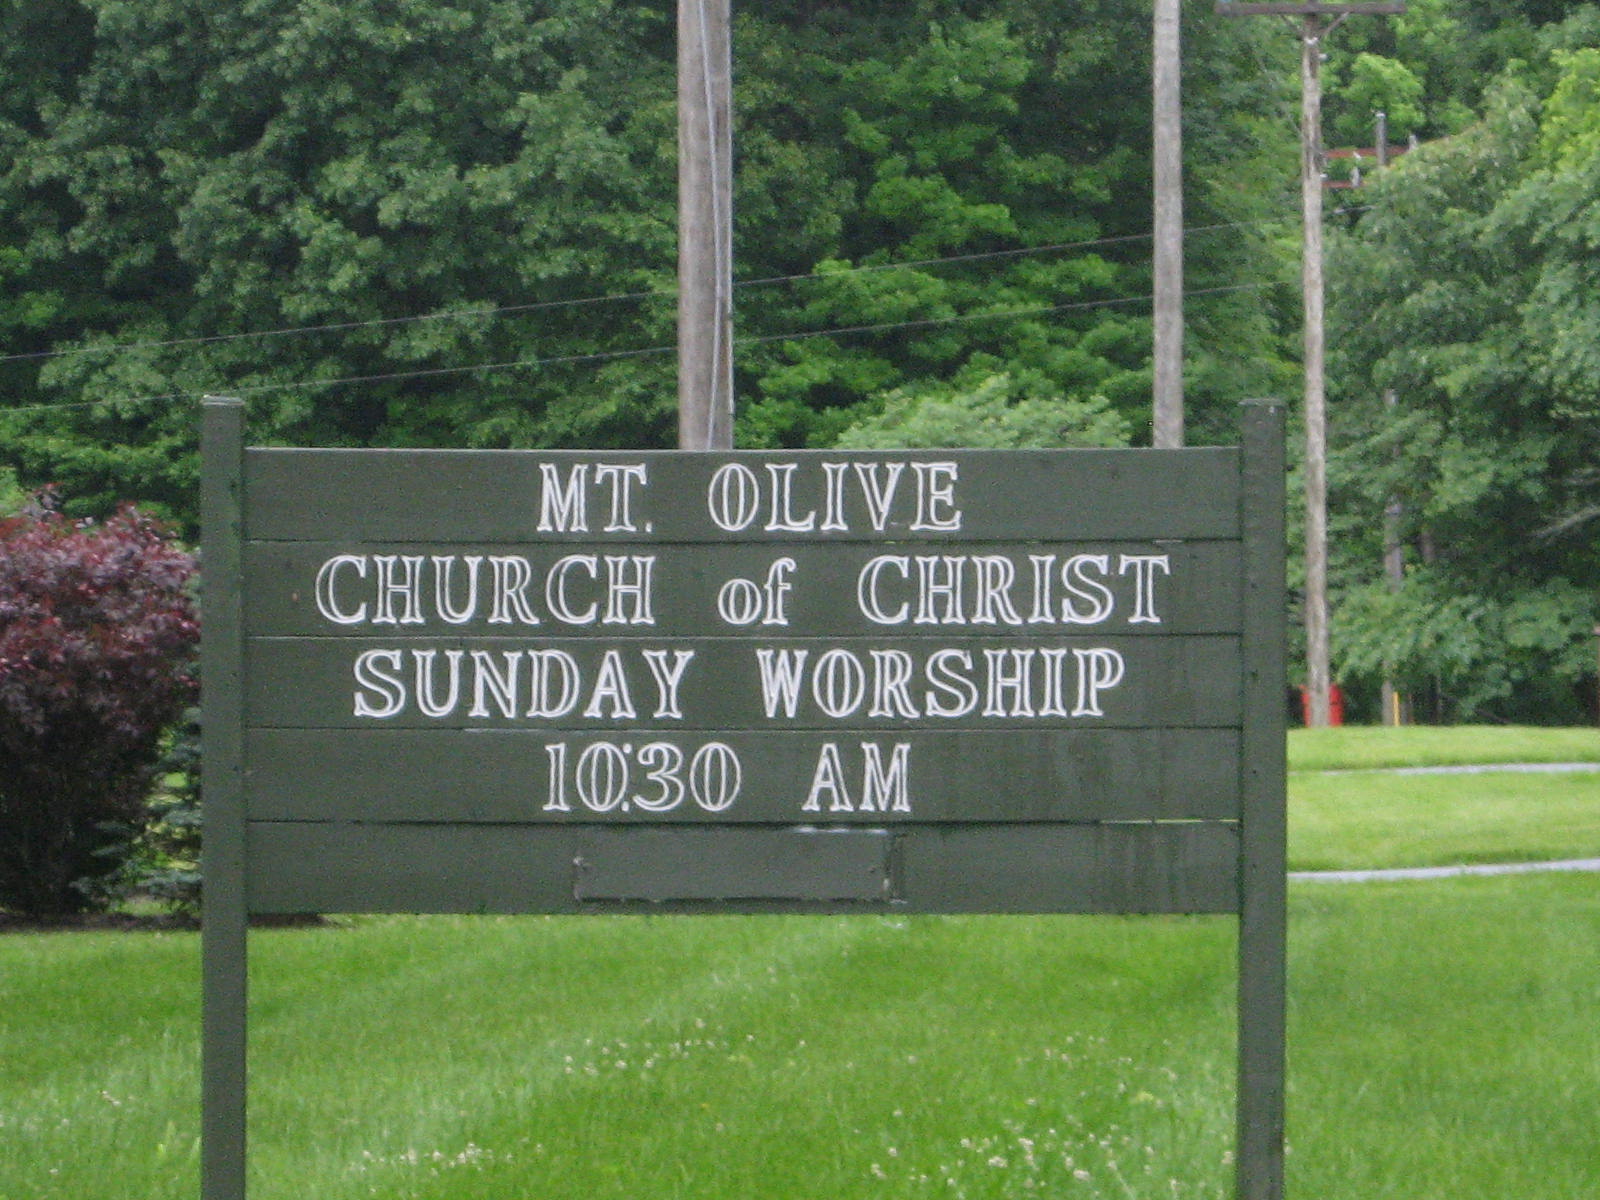 MT. OLIVE
CHURCH of CHRIST
SUNDAY WORSHIP
10:30 AM